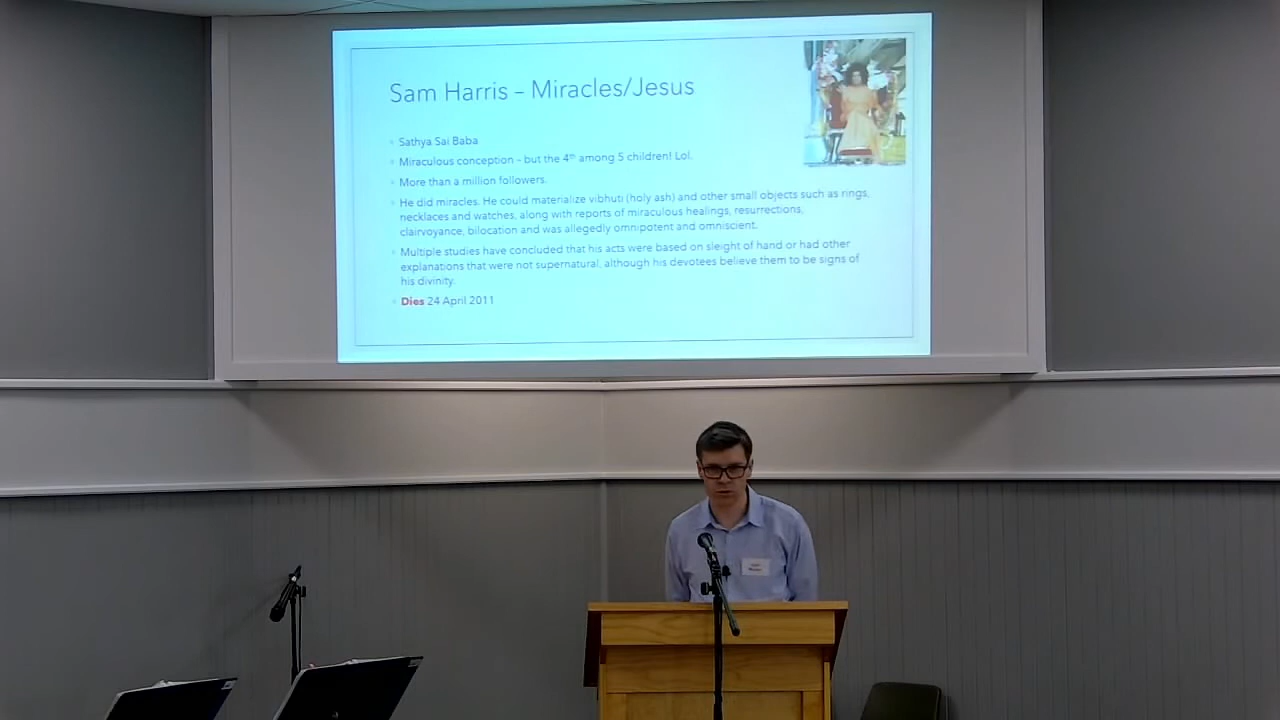 Sam Harris – Miracles/Jesus
Sathya Sai Baba
Miraculous conception – but the 4th among 5 children! Lol.
More than a million followers.
He did miracles. He could materialize vibhuti (holy ash) and other small objects such as rings,
necklaces and watches, along with reports of miraculous healings, resurrections,
clairvoyance, bilocation and was allegedly omnipotent and omniscient.
Multiple studies have concluded that his acts were based on sleight of hand or had other
explanations that were not supernatural, although his devotees believe them to be signs of
his divinity.
Dies 24 April 2011